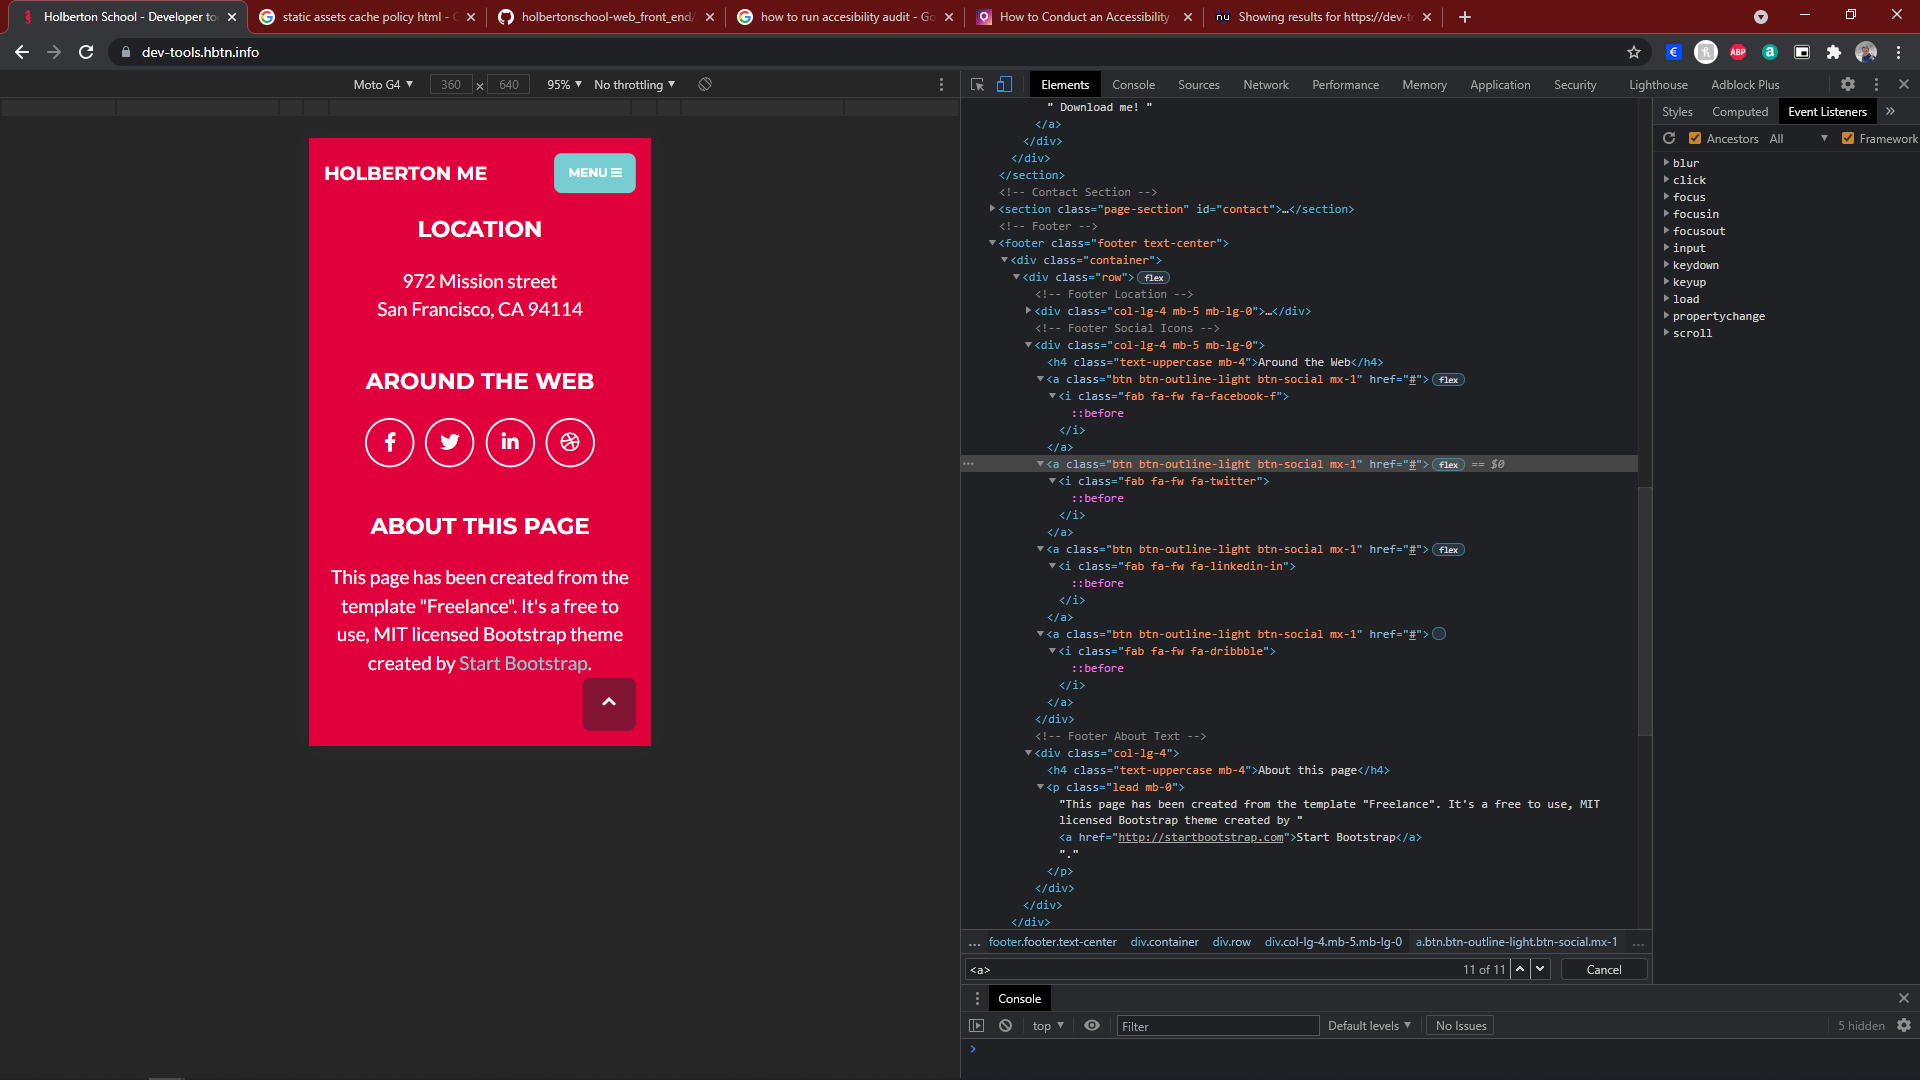 Holberton School - Developer to
static assets cache policy html - G
holbertonschool-web_front_end/
how to run accesibility audit - Go
How to Conduct an Accessibility
nu
Showing results for https://dev-t
dev-tools.hbtn.info
ABP
Moto G4
360
×
640
95%
No throttling
Elements
Console
Sources
Network
Performance
Memory
Application
Security
Lighthouse
Adblock Plus
HOLBERTON ME
MENU
LOCATION
972 Mission street
San Francisco, CA 94114
AROUND THE WEB
ABOUT THIS PAGE
This page has been created from the
template "Freelance". It's a free to
use, MIT licensed Bootstrap theme
created by Start Bootstrap.
" Download me! "
</a>
</div>
</div>
</section>
<!-- Contact Section -->
<section class="page-section" id="contact">…</section>
<!-- Footer -->
<footer class="footer text-center">
<div class="container">
<div class="row"> flex
<!-- Footer Location -->
<div class="col-lg-4 mb-5 mb-lg-0">…</div>
<!-- Footer Social Icons -->
<div class="col-lg-4 mb-5 mb-lg-0">
<h4 class="text-uppercase mb-4">Around the Web</h4>
<a class="btn btn-outline-light btn-social mx-1" href="#"> flex
<i class="fab fa-fw fa-facebook-f">
::before
</i>
</a>
<a class="btn btn-outline-light btn-social mx-1" href="#"> flex == $0
<i class="fab fa-fw fa-twitter">
::before
</i>
</a>
<a class="btn btn-outline-light btn-social mx-1" href="#"> flex
<i class="fab fa-fw fa-linkedin-in">
::before
</i>
</a>
<a class="btn btn-outline-light btn-social mx-1" href="#">
<i class="fab fa-fw fa-dribbble">
::before
</i>
</a>
</div>
<!-- Footer About Text -->
<div class="col-lg-4">
<h4 class="text-uppercase mb-4">About this page</h4>
<p class="lead mb-0">
"This page has been created from the template "Freelance". It's a free to use, MIT
licensed Bootstrap theme created by "
<a href="http://startbootstrap.com">Start Bootstrap</a>
"."
</p>
</div>
</div>
</div>
... footer.footer.text-center div.container div.row div.col-lg-4.mb-5.mb-lg-0 a.btn.btn-outline-light.btn-social.mx-1 ...
<a>
11 of 11
Cancel
Styles
Computed
Event Listeners
»
Ancestors
All
Framework
blur
click
focus
focusin
focusout
input
keydown
keyup
load
propertychange
scroll
Console
top
Filter
Default levels
No Issues
5 hidden